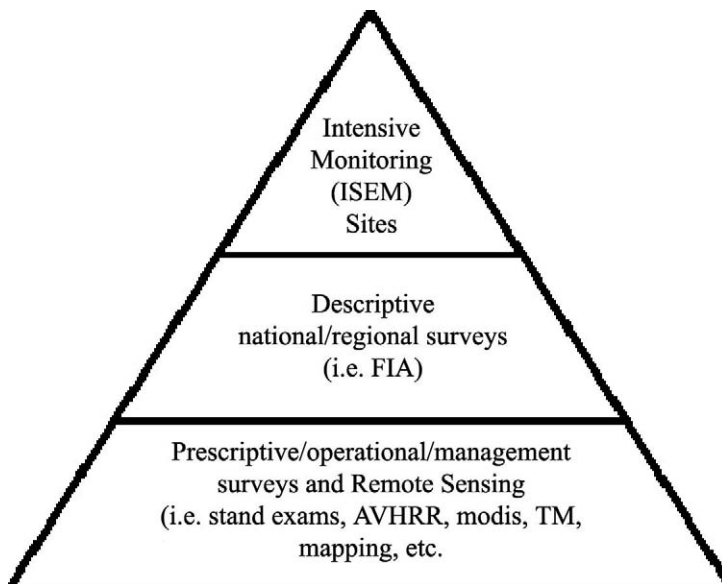 Intensive
Monitoring
(ISEM)
Sites
Descriptive
national/regional surveys
(i.e. FIA)
Prescriptive/operational/management
surveys and Remote Sensing
(i.e. stand exams, AVHRR, modis, TM,
mapping, etc.